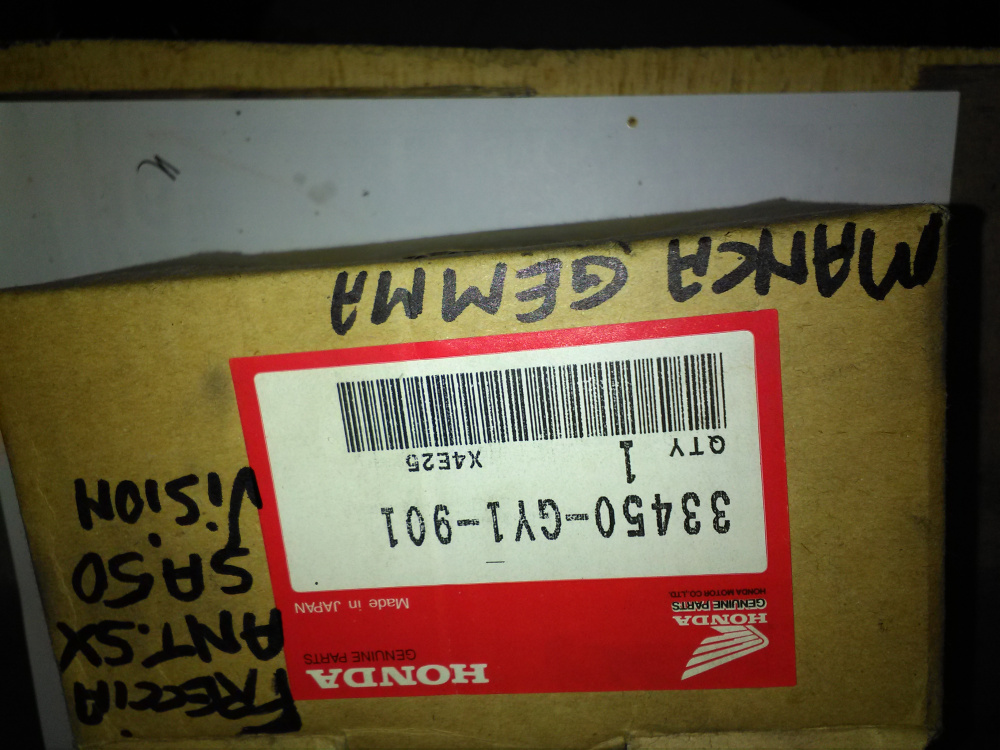 FRECCIA
ANT. SX
SA50
VISION
HONDA
GENUINE PARTS
Made in JAPAN
HONDA
GENUINE PARTS
HONDA MOTOR CO.,LTD.
33450-GY1-901
QTY 1 X4E25
MANCA GEMMA